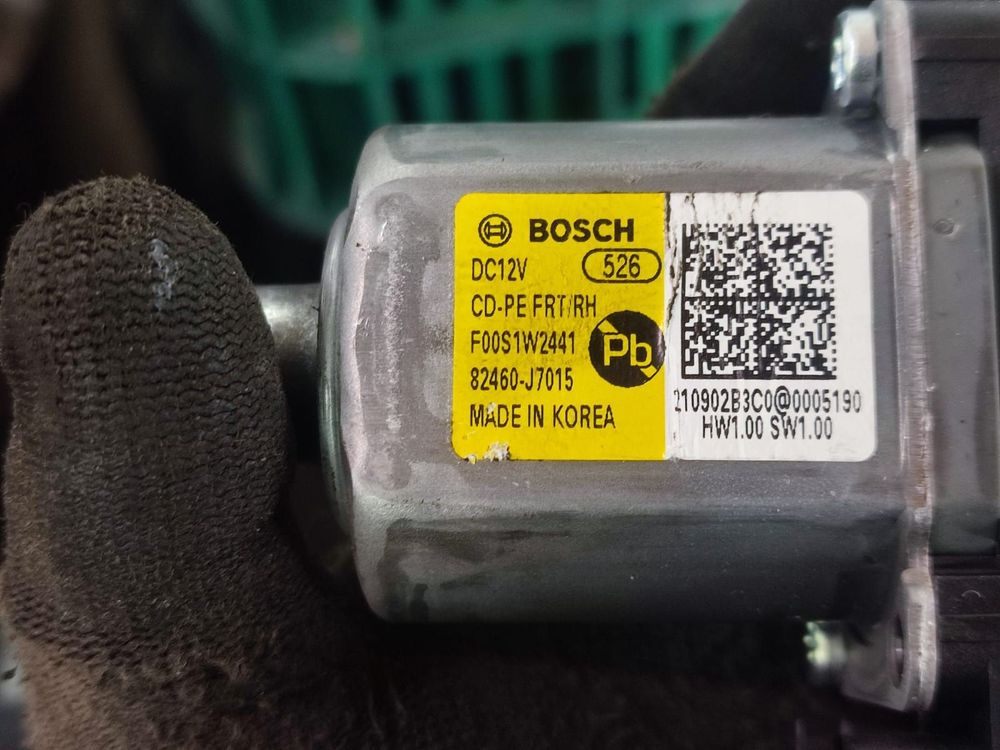 BOSCH
DC12V 526
CD-PE FRT/RH
F00S1W2441
Pb
82460-J7015
MADE IN KOREA
210902B3C0@0005190
HW1.00 SW1.00